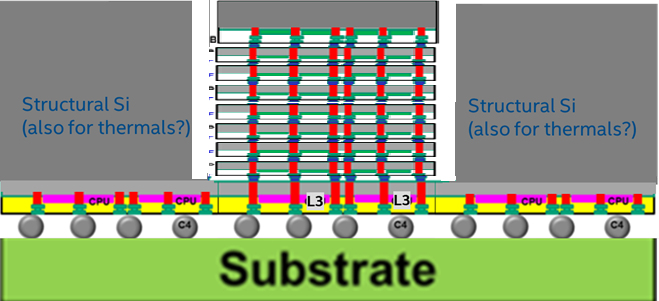 B
Structural Si
(also for thermals?)
Structural Si
(also for thermals?)
CPU
CPU
L3
L3
CPU
CPU
C4
C4
C4
Substrate